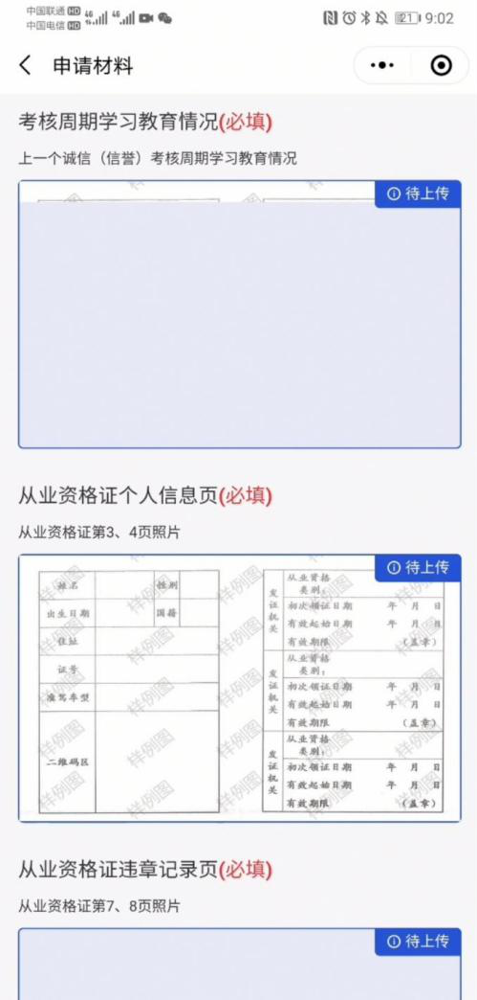 中国联通 HD 4G 4G
中国电信 HD
21 9:02
申请材料
考核周期学习教育情况(必填)
上一个诚信（信誉）考核周期学习教育情况
待上传
从业资格证个人信息页(必填)
从业资格证第3、4页照片
待上传
姓名 性别
出生日期 国籍
住址
证号
准驾车型
二维码区
发证机关
从业资格
类别：
初次领证日期 年 月 日
有效起始日期 年 月 日
有效期限 （盖章）
发证机关
从业资格
类别：
初次领证日期 年 月 日
有效起始日期 年 月 日
有效期限 （盖章）
发证机关
从业资格
类别：
初次领证日期 年 月 日
有效起始日期 年 月 日
有效期限 （盖章）
样例图
从业资格证违章记录页(必填)
从业资格证第7、8页照片
待上传